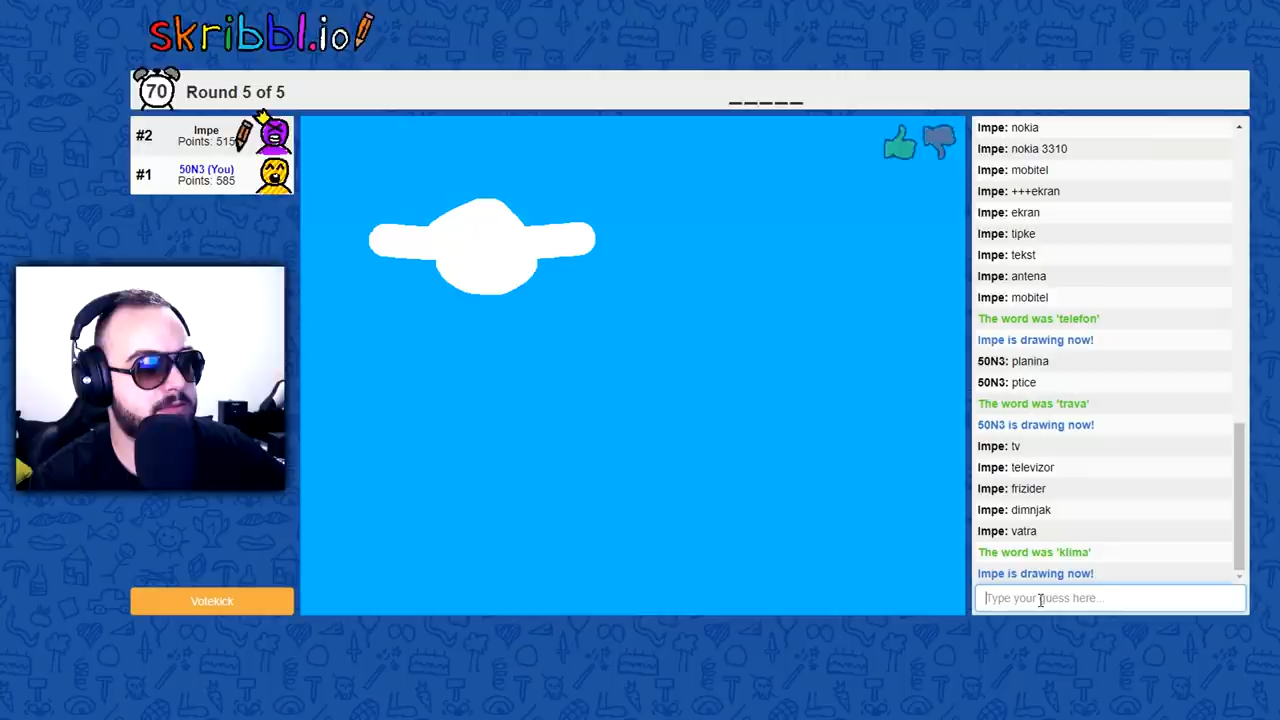 skribbl.io
70
Round 5 of 5
_____
#2
Impe
Points: 515
#1
50N3 (You)
Points: 585
Votekick
Impe: nokia
Impe: nokia 3310
Impe: mobitel
Impe: +++ekran
Impe: ekran
Impe: tipke
Impe: tekst
Impe: antena
Impe: mobitel
The word was 'telefon'
Impe is drawing now!
50N3: planina
50N3: ptice
The word was 'trava'
50N3 is drawing now!
Impe: tv
Impe: televizor
Impe: frizider
Impe: dimnjak
Impe: vatra
The word was 'klima'
Impe is drawing now!
Type your guess here...